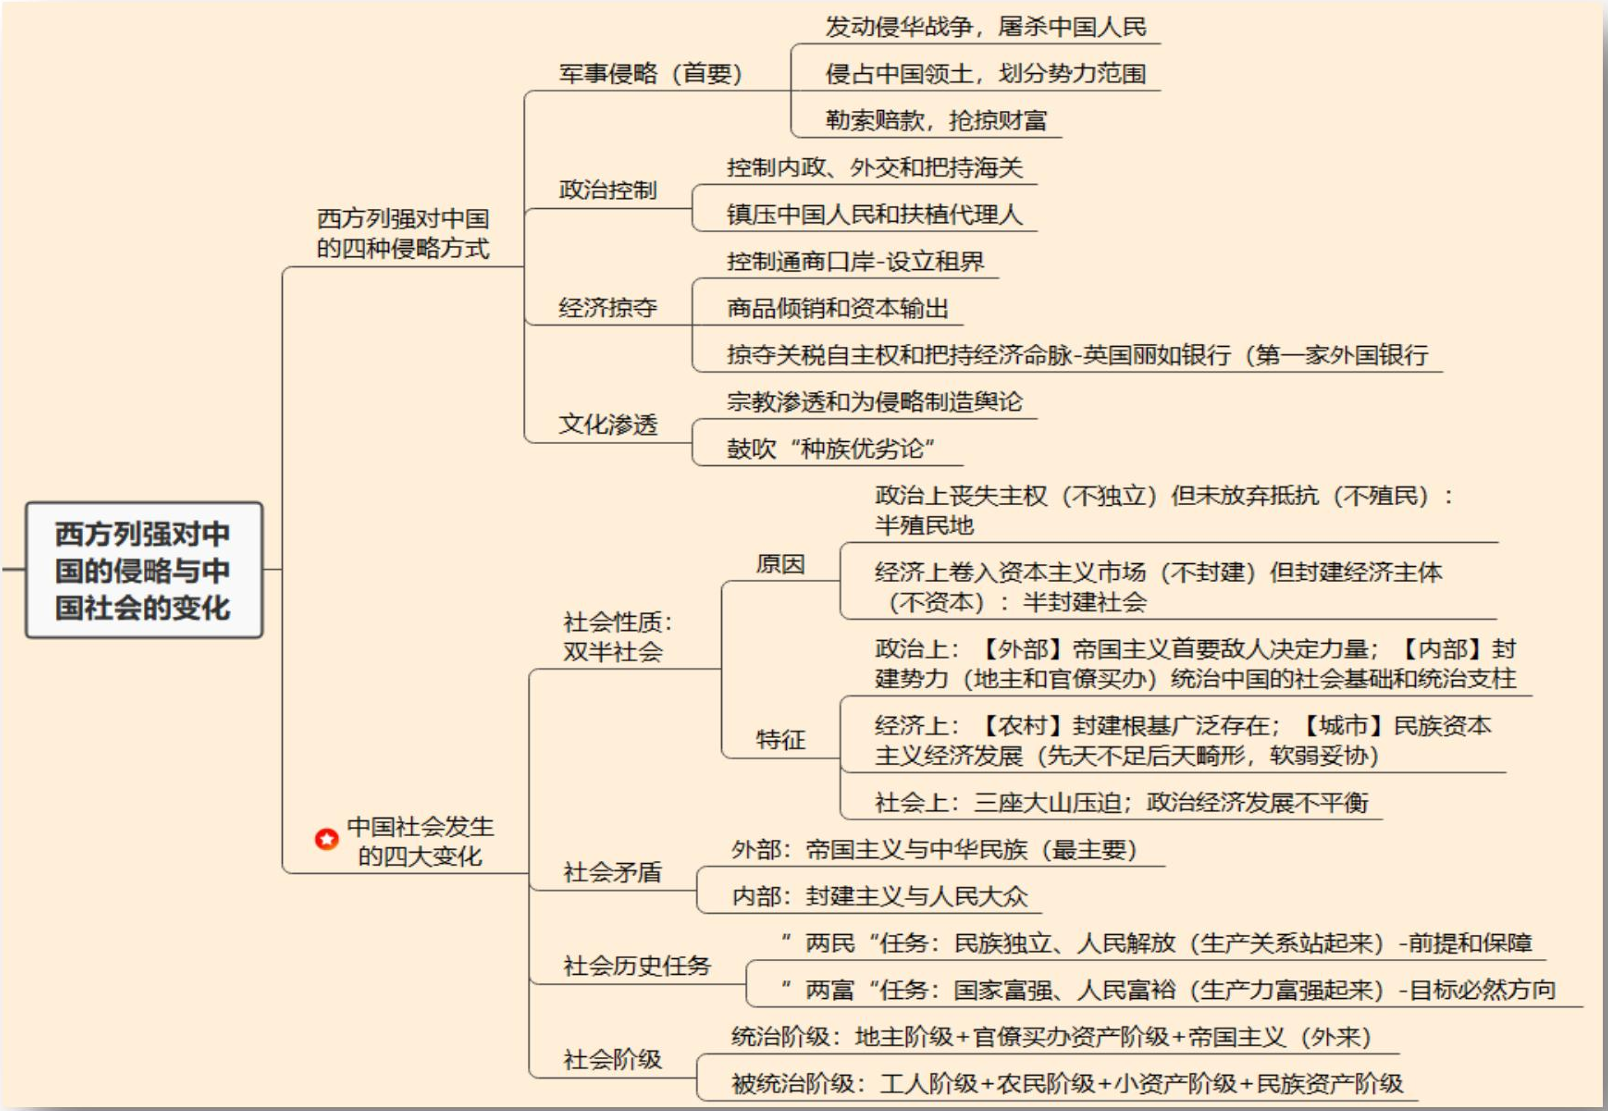 西方列强对中
国的侵略与中
国社会的变化
西方列强对中国
的四种侵略方式
军事侵略（首要）
发动侵华战争，屠杀中国人民
侵占中国领土，划分势力范围
勒索赔款，抢掠财富
政治控制
控制内政、外交和把持海关
镇压中国人民和扶植代理人
经济掠夺
控制通商口岸-设立租界
商品倾销和资本输出
掠夺关税自主权和把持经济命脉-英国丽如银行（第一家外国银行
文化渗透
宗教渗透和为侵略制造舆论
鼓吹“种族优劣论”
中国社会发生
的四大变化
社会性质：
双半社会
原因
政治上丧失主权（不独立）但未放弃抵抗（不殖民）：
半殖民地
经济上卷入资本主义市场（不封建）但封建经济主体
（不资本）：半封建社会
特征
政治上：【外部】帝国主义首要敌人决定力量；【内部】封
建势力（地主和官僚买办）统治中国的社会基础和统治支柱
经济上：【农村】封建根基广泛存在；【城市】民族资本
主义经济发展（先天不足后天畸形，软弱妥协）
社会上：三座大山压迫；政治经济发展不平衡
社会矛盾
外部：帝国主义与中华民族（最主要）
内部：封建主义与人民大众
社会历史任务
”两民“任务：民族独立、人民解放（生产关系站起来）-前提和保障
”两富“任务：国家富强、人民富裕（生产力富强起来）-目标必然方向
社会阶级
统治阶级：地主阶级+官僚买办资产阶级+帝国主义（外来）
被统治阶级：工人阶级+农民阶级+小资产阶级+民族资产阶级